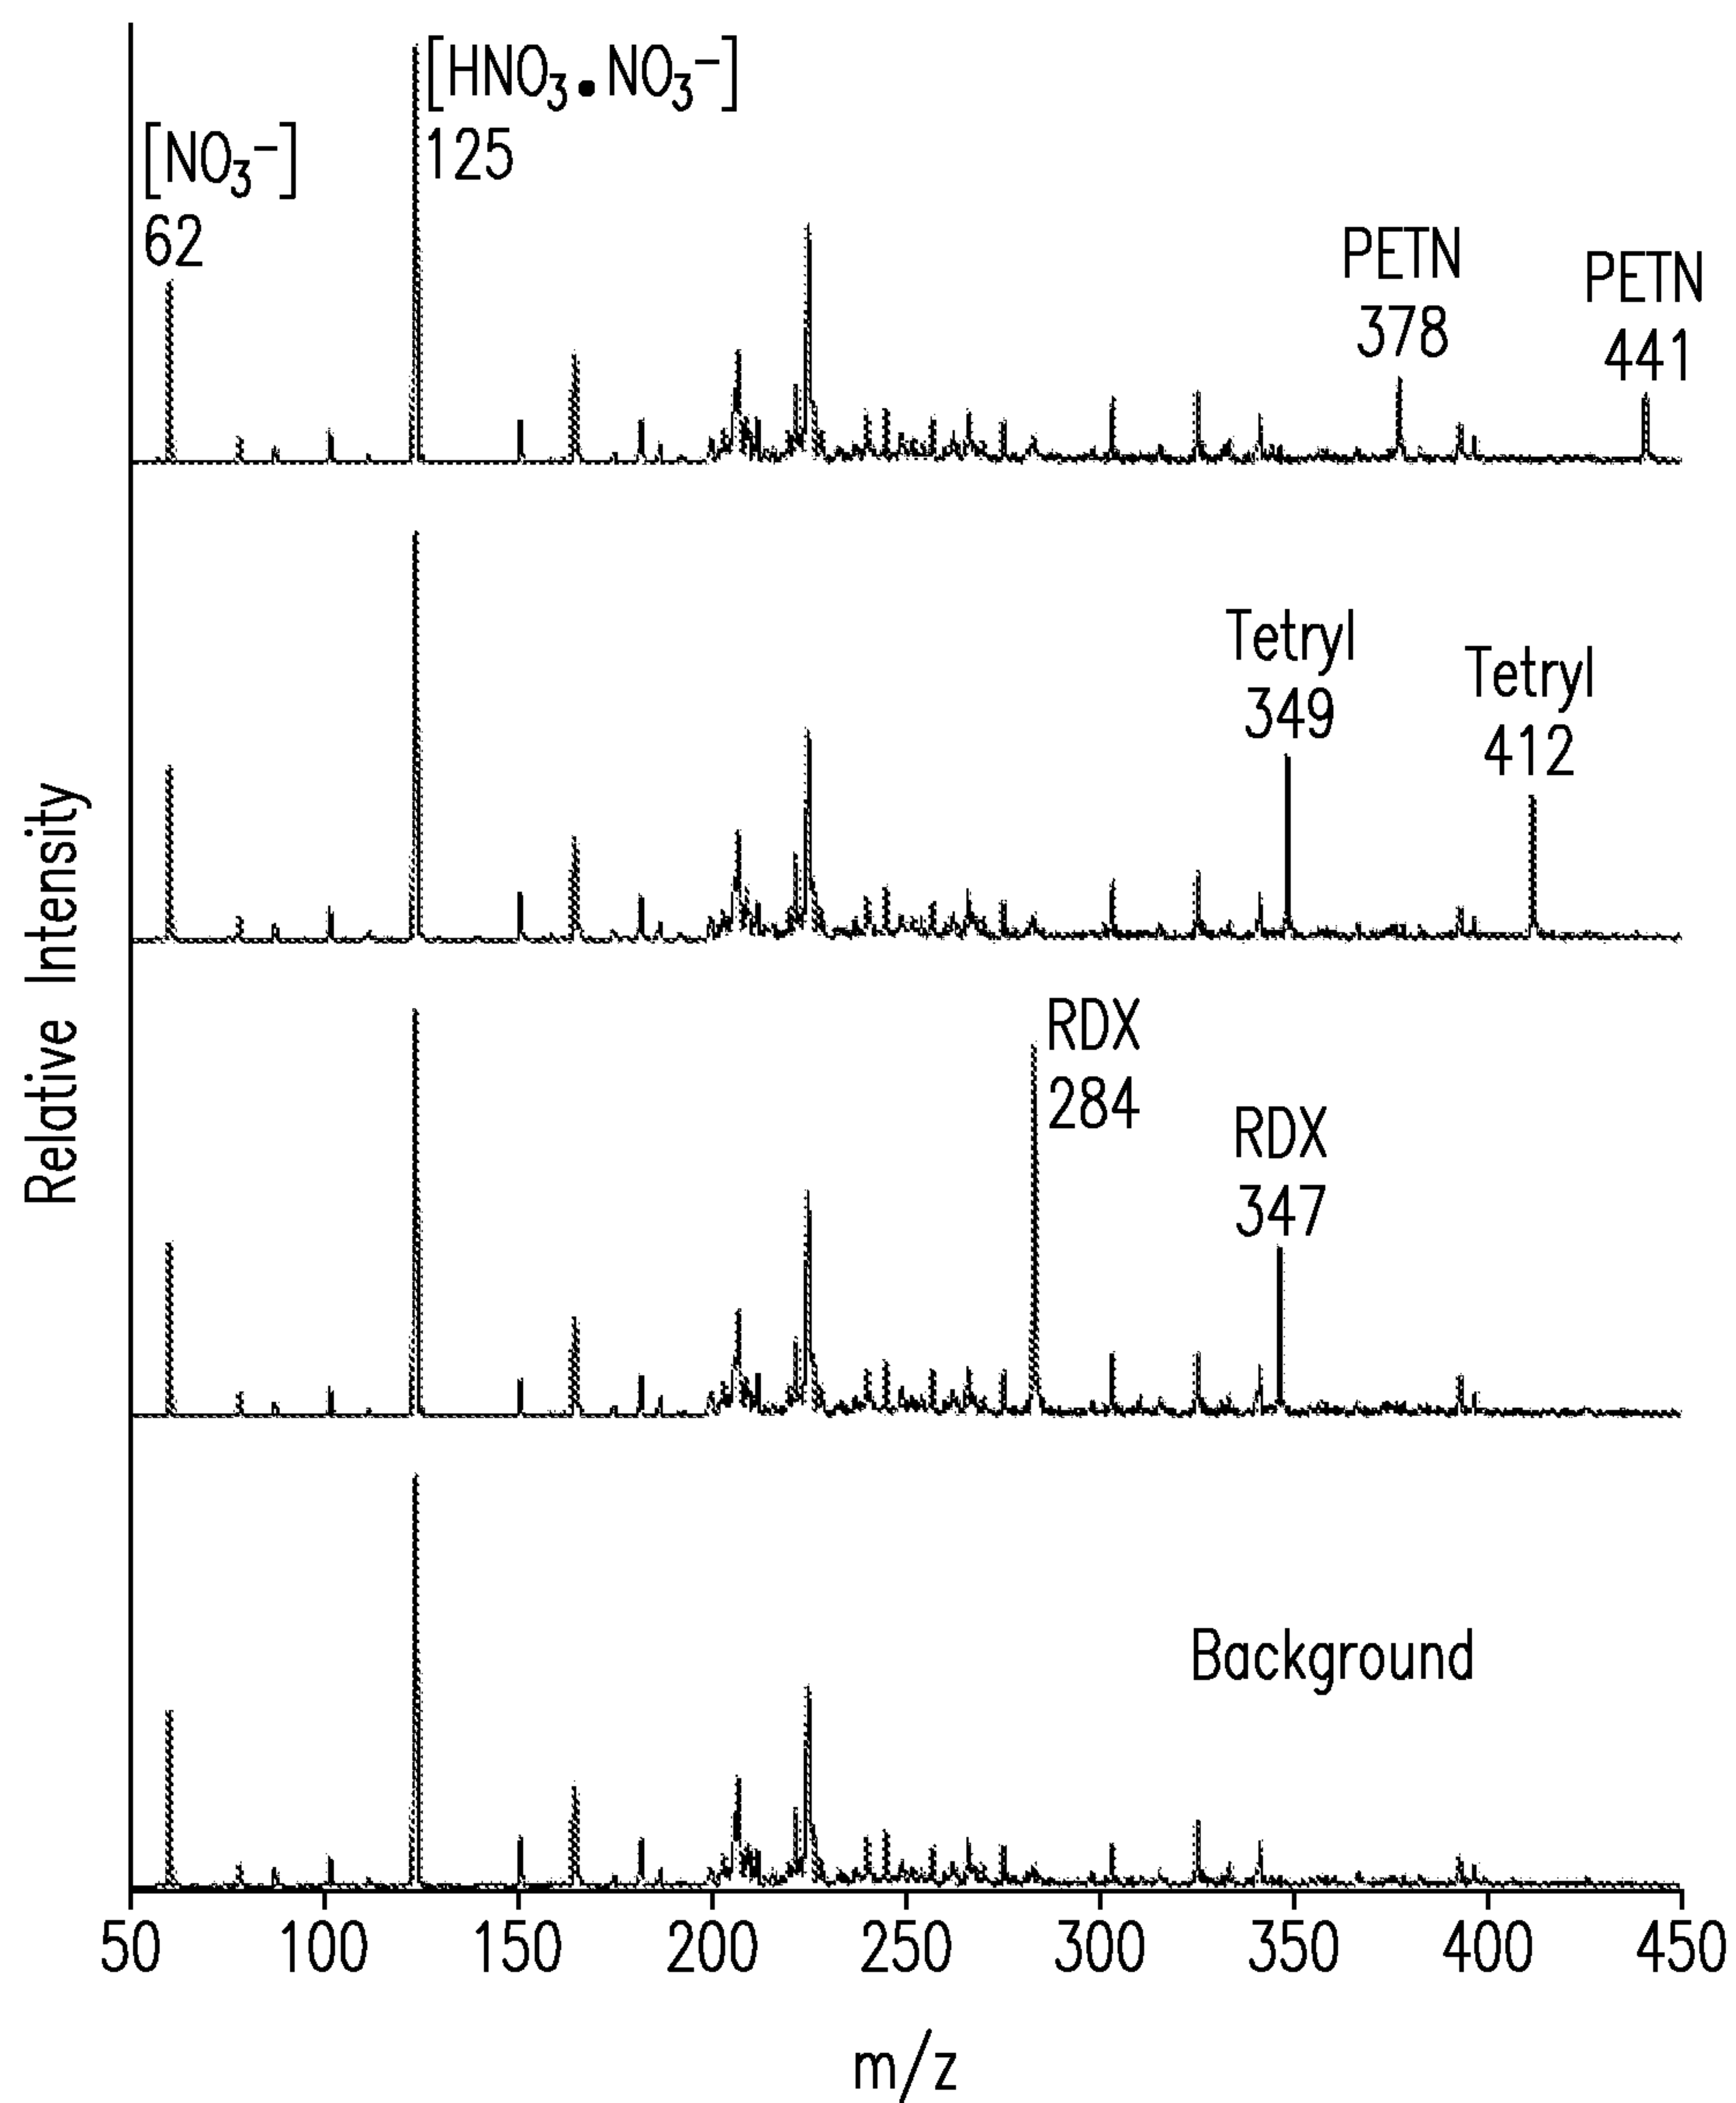 [HNO₃•NO₃⁻]
125
[NO₃⁻]
62
PETN
378
PETN
441
Tetryl
349
Tetryl
412
RDX
284
RDX
347
Background
Relative Intensity
50 100 150 200 250 300 350 400 450
m/z